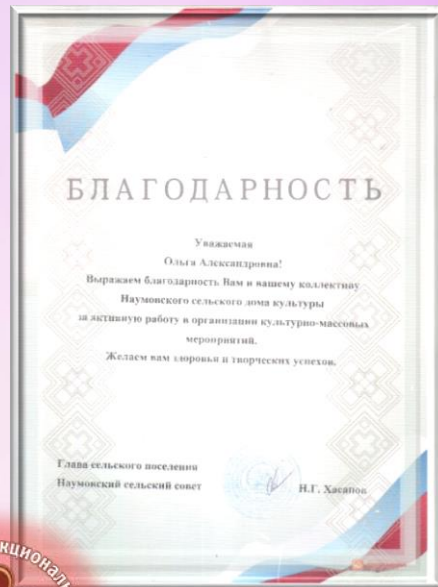 БЛАГОДАРНОСТЬ
Уважаемая
Ольга Александровна!
Выражаем благодарность Вам и вашему коллективу
Наумовского сельского дома культуры
за активную работу в организации культурно-массовых
мероприятий.
Желаем вам здоровья и творческих успехов.
Глава сельского поселения
Наумовский сельский совет
Н.Г. Хасанов